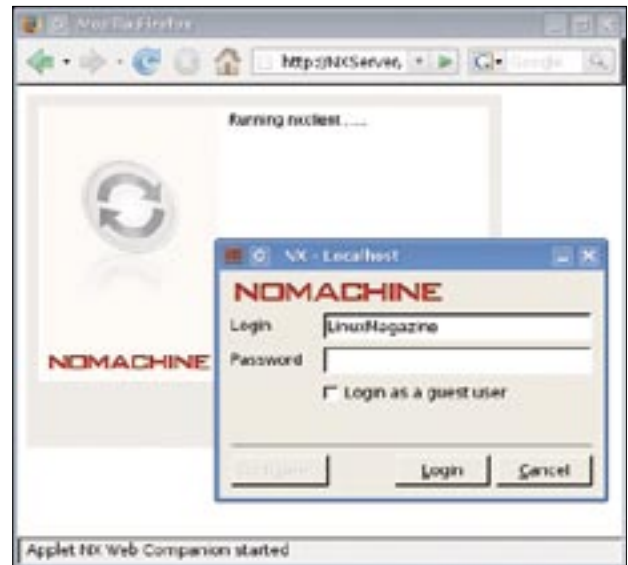 Mozilla Firefox
http://NXServer,
Google
Running nxclient .....
NOMACHINE
NX - Localhost
NOMACHINE
Login
LinuxMagazine
Password
Login as a guest user
Login
Cancel
Applet NX Web Companion started